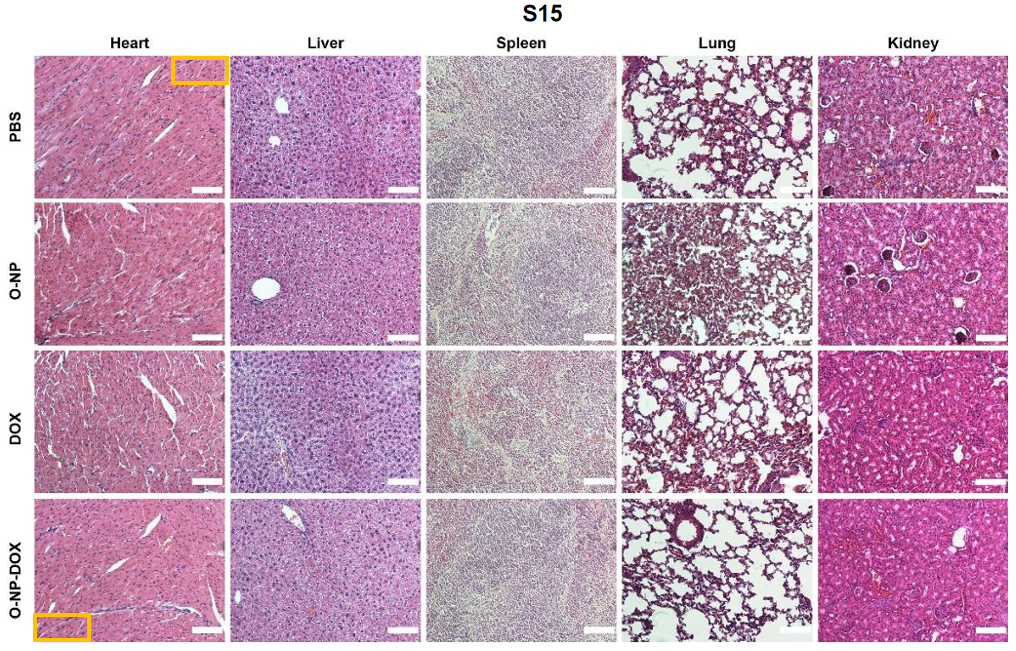 S15
Heart Liver Spleen Lung Kidney
PBS
O-NP
DOX
O-NP-DOX